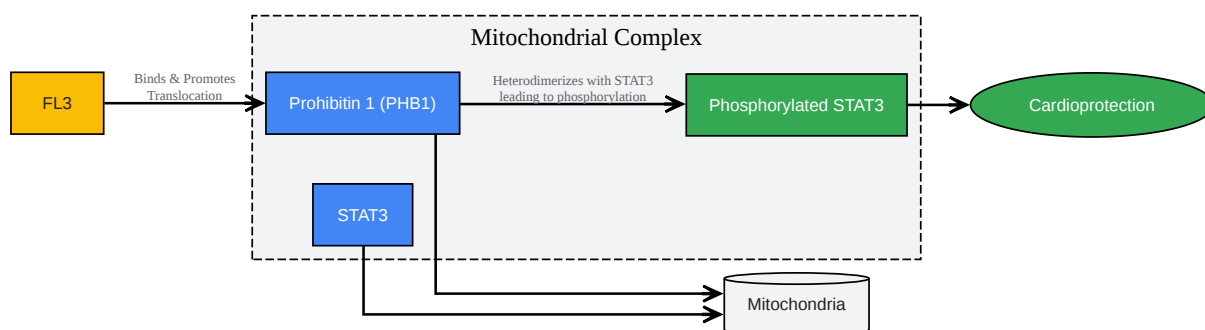 Mitochondrial Complex
FL3
Binds & Promotes
Translocation
Prohibitin 1 (PHB1)
Heterodimerizes with STAT3
leading to phosphorylation
Phosphorylated STAT3
Cardioprotection
STAT3
Mitochondria